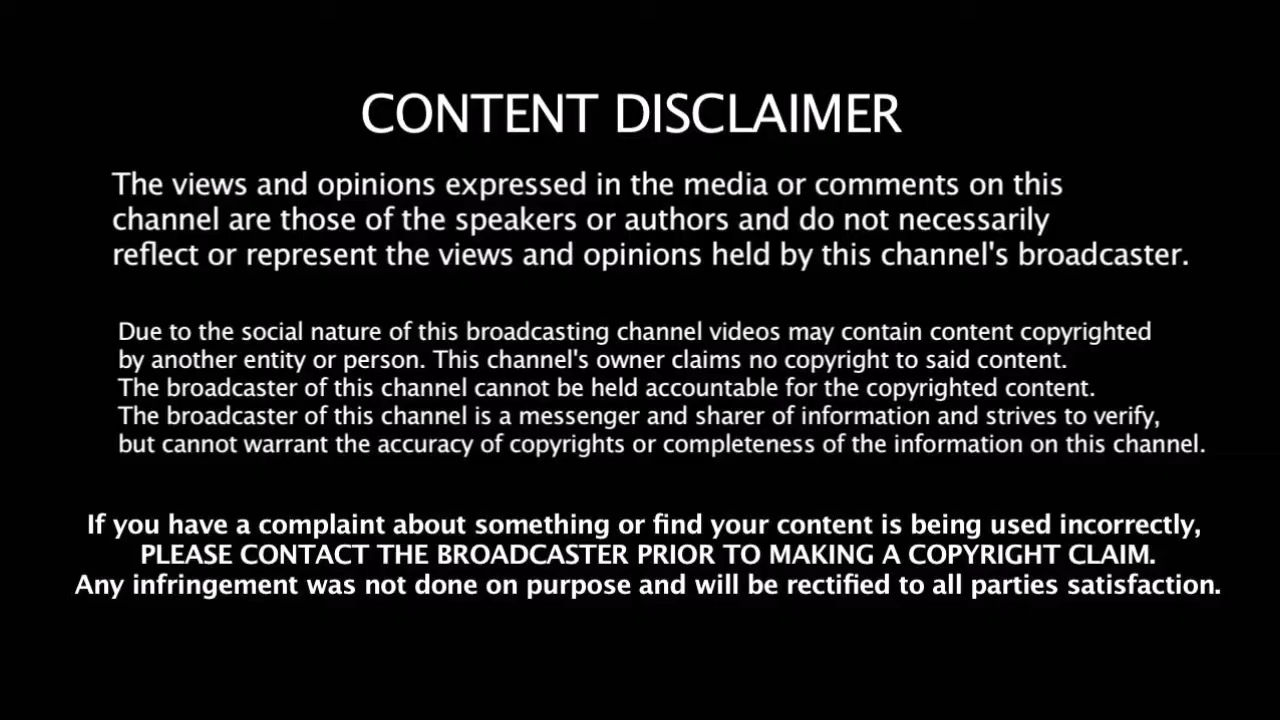 CONTENT DISCLAIMER
The views and opinions expressed in the media or comments on this
channel are those of the speakers or authors and do not necessarily
reflect or represent the views and opinions held by this channel's broadcaster.
Due to the social nature of this broadcasting channel videos may contain content copyrighted
by another entity or person. This channel's owner claims no copyright to said content.
The broadcaster of this channel cannot be held accountable for the copyrighted content.
The broadcaster of this channel is a messenger and sharer of information and strives to verify,
but cannot warrant the accuracy of copyrights or completeness of the information on this channel.
If you have a complaint about something or find your content is being used incorrectly,
PLEASE CONTACT THE BROADCASTER PRIOR TO MAKING A COPYRIGHT CLAIM.
Any infringement was not done on purpose and will be rectified to all parties satisfaction.